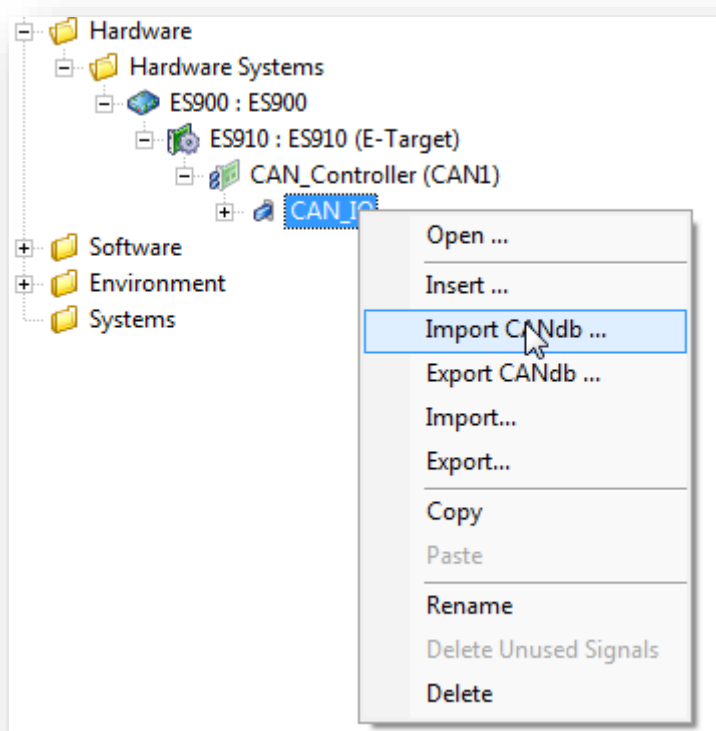 Hardware
Hardware Systems
ES900 : ES900
ES910 : ES910 (E-Target)
CAN_Controller (CAN1)
CAN_IO
Software
Environment
Systems
Open ...
Insert ...
Import CANdb ...
Export CANdb ...
Import...
Export...
Copy
Paste
Rename
Delete Unused Signals
Delete